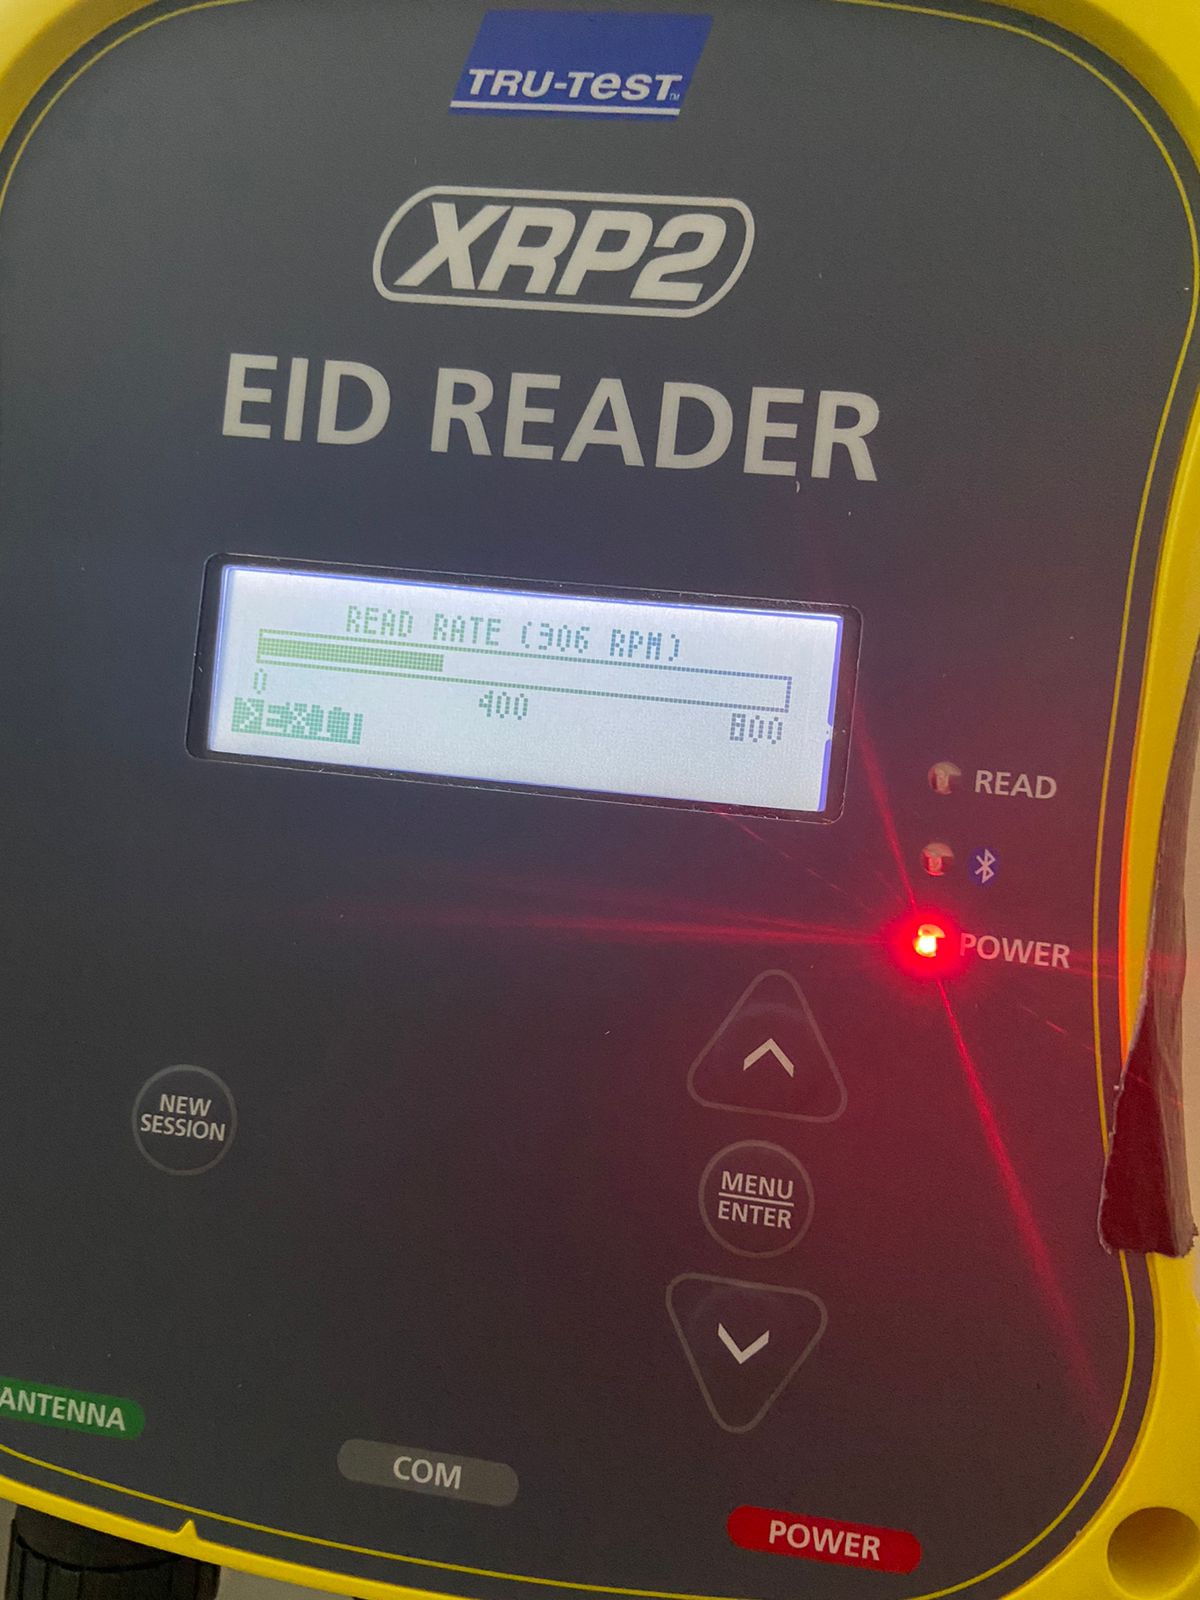 TRU-TEST™
XRP2
EID READER
READ RATE (306 RPM)
0 400 800
>EXIT
READ
POWER
NEW
SESSION
MENU
ENTER
ANTENNA
COM
POWER